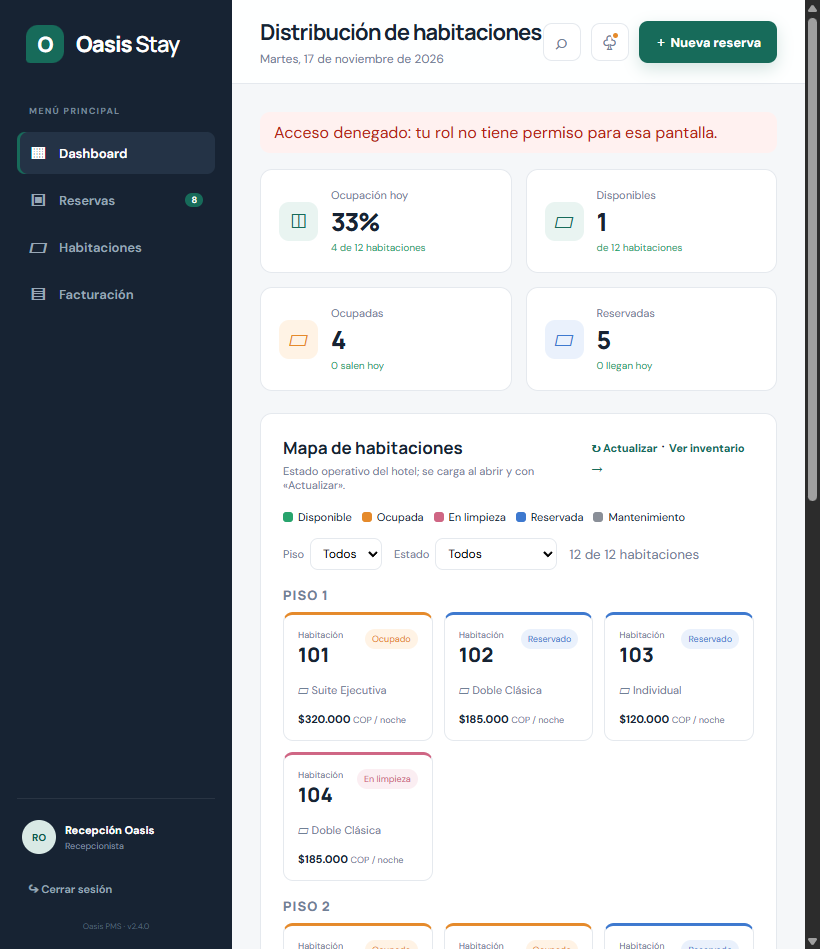 O Oasis Stay
MENÚ PRINCIPAL
Dashboard
Reservas 8
Habitaciones
Facturación
Recepción Oasis
RO
Recepcionista
↪ Cerrar sesión
Oasis PMS · v2.4.0
Distribución de habitaciones
Martes, 17 de noviembre de 2026
+ Nueva reserva
Acceso denegado: tu rol no tiene permiso para esa pantalla.
Ocupación hoy
33%
4 de 12 habitaciones
Disponibles
1
de 12 habitaciones
Ocupadas
4
0 salen hoy
Reservadas
5
0 llegan hoy
Mapa de habitaciones
Estado operativo del hotel; se carga al abrir y con
«Actualizar».
↻ Actualizar · Ver inventario
→
Disponible Ocupada En limpieza Reservada Mantenimiento
Piso Todos Estado Todos 12 de 12 habitaciones
PISO 1
Habitación
101
Ocupado
Suite Ejecutiva
$320.000 COP / noche
Habitación
102
Reservado
Doble Clásica
$185.000 COP / noche
Habitación
103
Reservado
Individual
$120.000 COP / noche
Habitación
104
En limpieza
Doble Clásica
$185.000 COP / noche
PISO 2
Habitación Ocupado
Habitación Ocupado
Habitación Reservado